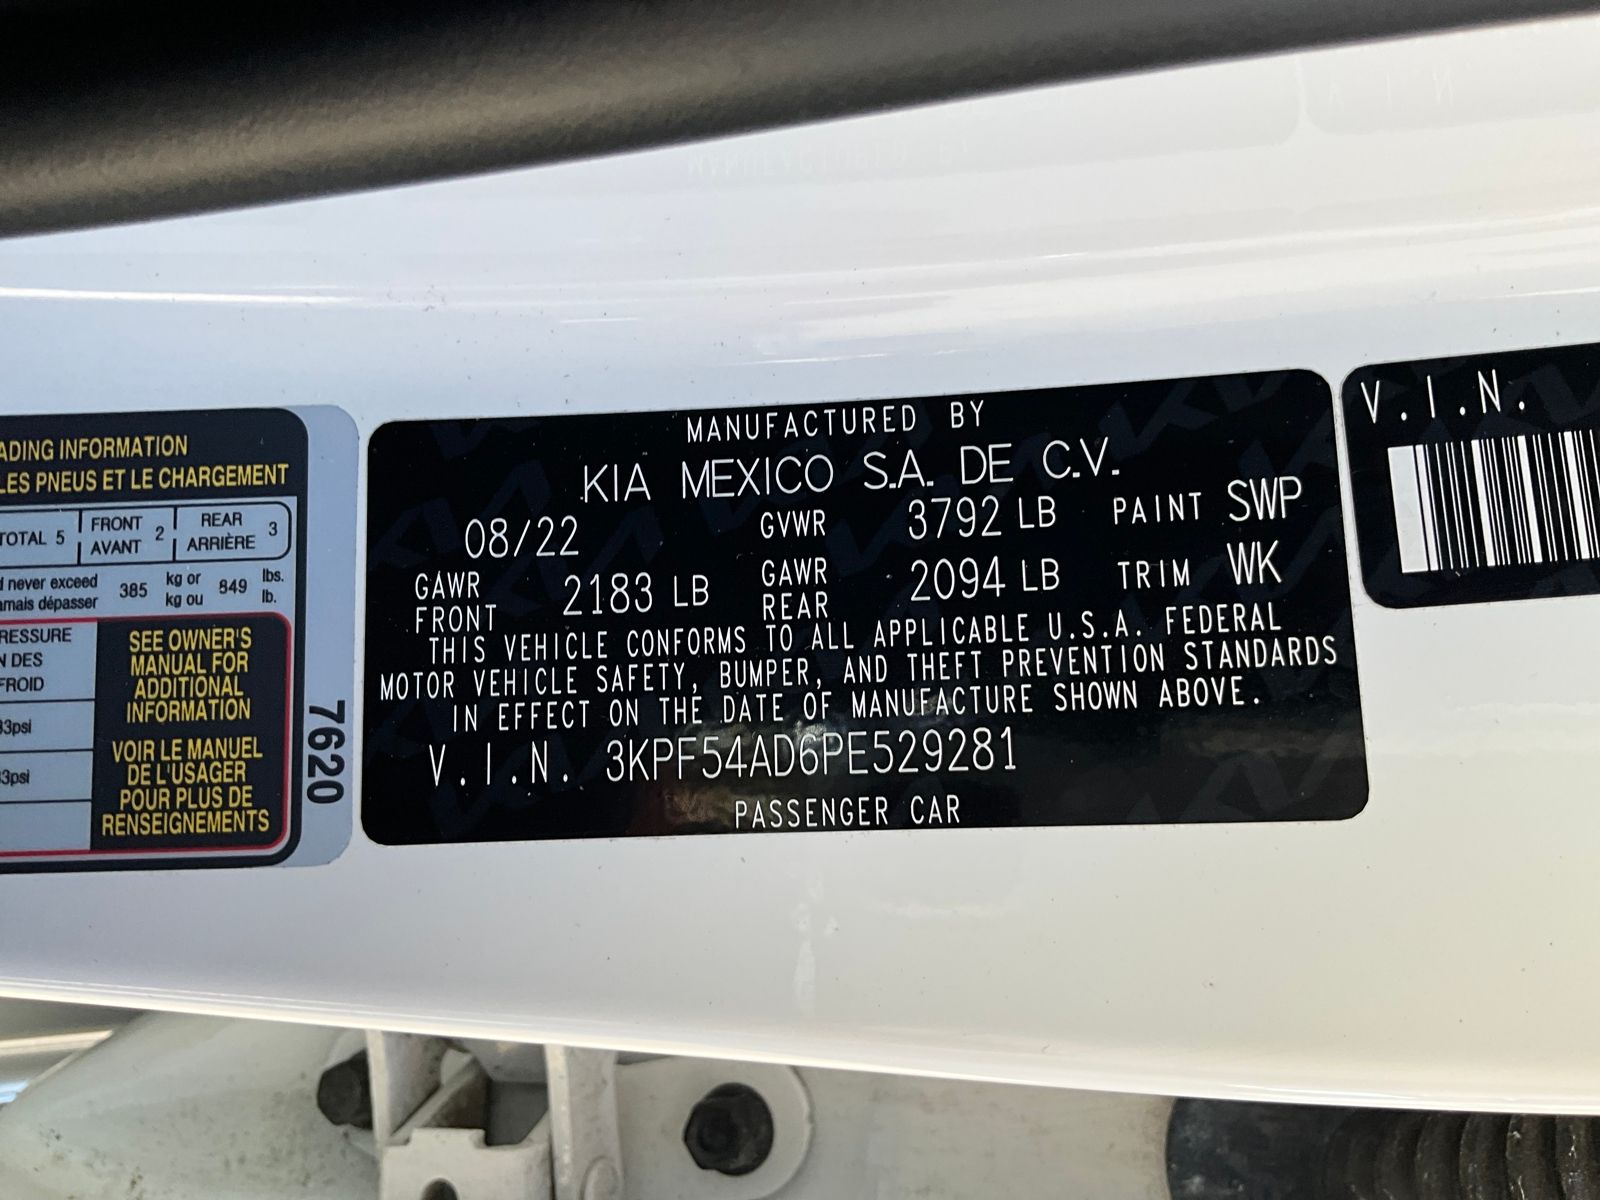 ADING INFORMATION
LES PNEUS ET LE CHARGEMENT
TOTAL 5 FRONT AVANT 2 REAR ARRIÈRE 3
never exceed
dépasser
385 kg or kg ou 849 lbs. lb.
RESSURE
N DES
FROID
3psi
3psi
SEE OWNER'S
MANUAL FOR
ADDITIONAL
INFORMATION
VOIR LE MANUEL
DE L'USAGER
POUR PLUS DE
RENSEIGNEMENTS
7620
MANUFACTURED BY
KIA MEXICO S.A. DE C.V.
08/22 GVWR 3792 LB PAINT SWP
GAWR FRONT 2183 LB GAWR REAR 2094 LB TRIM WK
THIS VEHICLE CONFORMS TO ALL APPLICABLE U.S.A. FEDERAL
MOTOR VEHICLE SAFETY, BUMPER, AND THEFT PREVENTION STANDARDS
IN EFFECT ON THE DATE OF MANUFACTURE SHOWN ABOVE.
V.I.N. 3KPF54AD6PE529281
PASSENGER CAR
V.I.N.